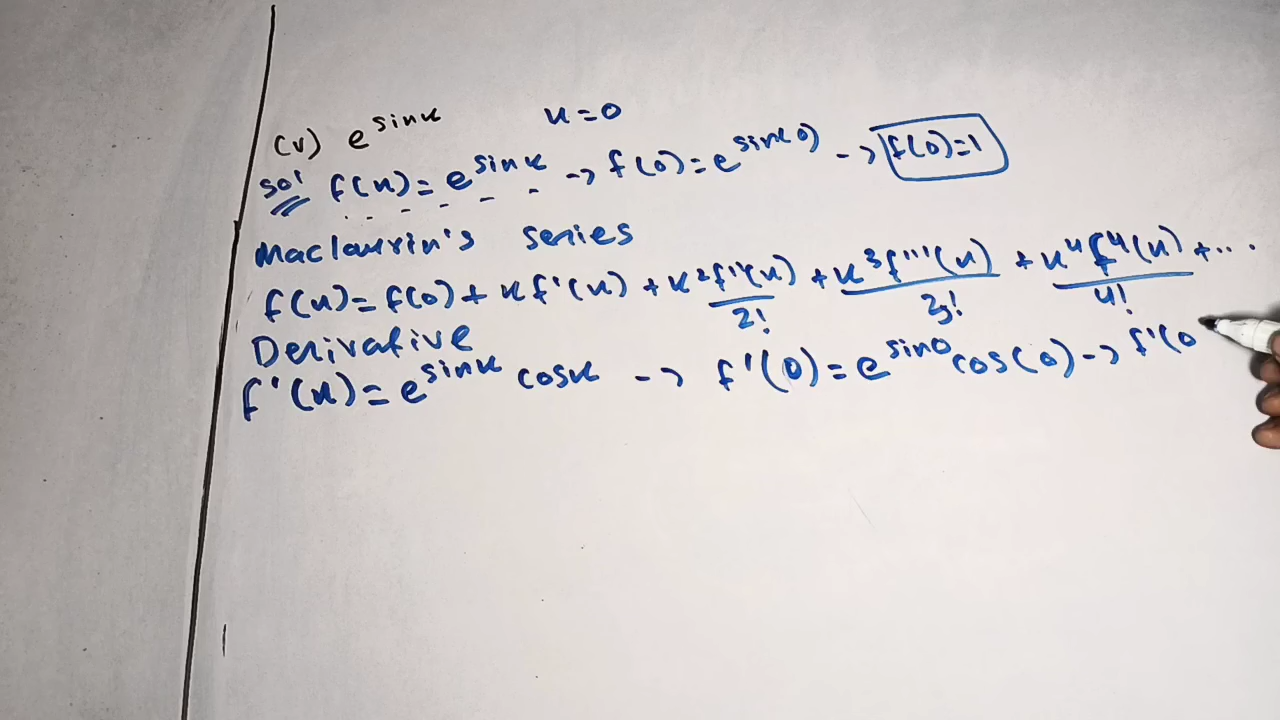 (v) e^sinx x=0
Sol f(x)=e^sinx -> f(0)=e^sin(0) -> f(0)=1
Maclaurin's series
f(x)=f(0)+xf'(x)+x²f''(x)/2!+x³f'''(x)/3!+x⁴f⁴(x)/4!+...
Derivative
f'(x)=e^sinx cosx -> f'(0)=e^sin0 cos(0) -> f'(0